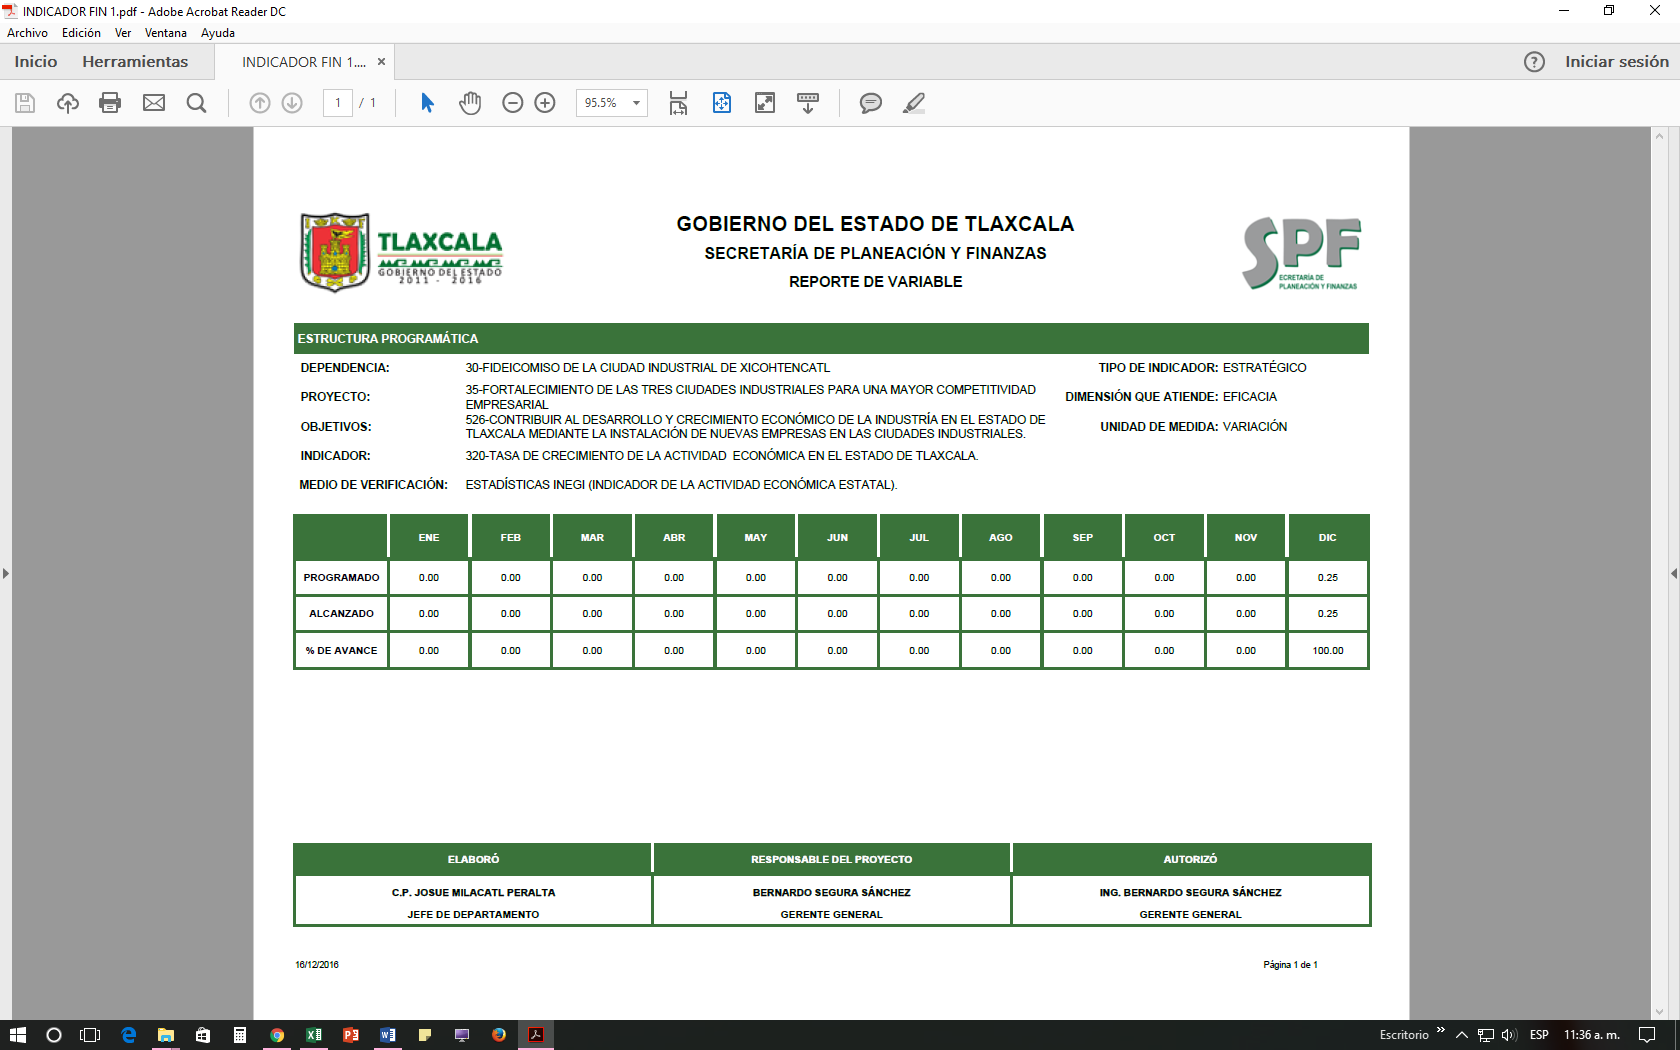 INDICADOR FIN 1.pdf - Adobe Acrobat Reader DC
Archivo Edición Ver Ventana Ayuda
Inicio Herramientas INDICADOR FIN 1.... × ? Iniciar sesión
1 / 1 95.5%
TLAXCALA
GOBIERNO DEL ESTADO
2011 - 2016
GOBIERNO DEL ESTADO DE TLAXCALA
SECRETARÍA DE PLANEACIÓN Y FINANZAS
REPORTE DE VARIABLE
SPF
ECRETARÍA DE
PLANEACIÓN Y FINANZAS
ESTRUCTURA PROGRAMÁTICA
DEPENDENCIA: 30-FIDEICOMISO DE LA CIUDAD INDUSTRIAL DE XICOHTENCATL TIPO DE INDICADOR: ESTRATÉGICO
PROYECTO: 35-FORTALECIMIENTO DE LAS TRES CIUDADES INDUSTRIALES PARA UNA MAYOR COMPETITIVIDAD
EMPRESARIAL DIMENSIÓN QUE ATIENDE: EFICACIA
OBJETIVOS: 526-CONTRIBUIR AL DESARROLLO Y CRECIMIENTO ECONÓMICO DE LA INDUSTRÍA EN EL ESTADO DE
TLAXCALA MEDIANTE LA INSTALACIÓN DE NUEVAS EMPRESAS EN LAS CIUDADES INDUSTRIALES. UNIDAD DE MEDIDA: VARIACIÓN
INDICADOR: 320-TASA DE CRECIMIENTO DE LA ACTIVIDAD ECONÓMICA EN EL ESTADO DE TLAXCALA.
MEDIO DE VERIFICACIÓN: ESTADÍSTICAS INEGI (INDICADOR DE LA ACTIVIDAD ECONÓMICA ESTATAL).
ENE FEB MAR ABR MAY JUN JUL AGO SEP OCT NOV DIC
PROGRAMADO 0.00 0.00 0.00 0.00 0.00 0.00 0.00 0.00 0.00 0.00 0.00 0.25
ALCANZADO 0.00 0.00 0.00 0.00 0.00 0.00 0.00 0.00 0.00 0.00 0.00 0.25
% DE AVANCE 0.00 0.00 0.00 0.00 0.00 0.00 0.00 0.00 0.00 0.00 0.00 100.00
ELABORÓ RESPONSABLE DEL PROYECTO AUTORIZÓ
C.P. JOSUE MILACATL PERALTA BERNARDO SEGURA SÁNCHEZ ING. BERNARDO SEGURA SÁNCHEZ
JEFE DE DEPARTAMENTO GERENTE GENERAL GERENTE GENERAL
16/12/2016 Página 1 de 1
Escritorio » ESP 11:36 a. m.